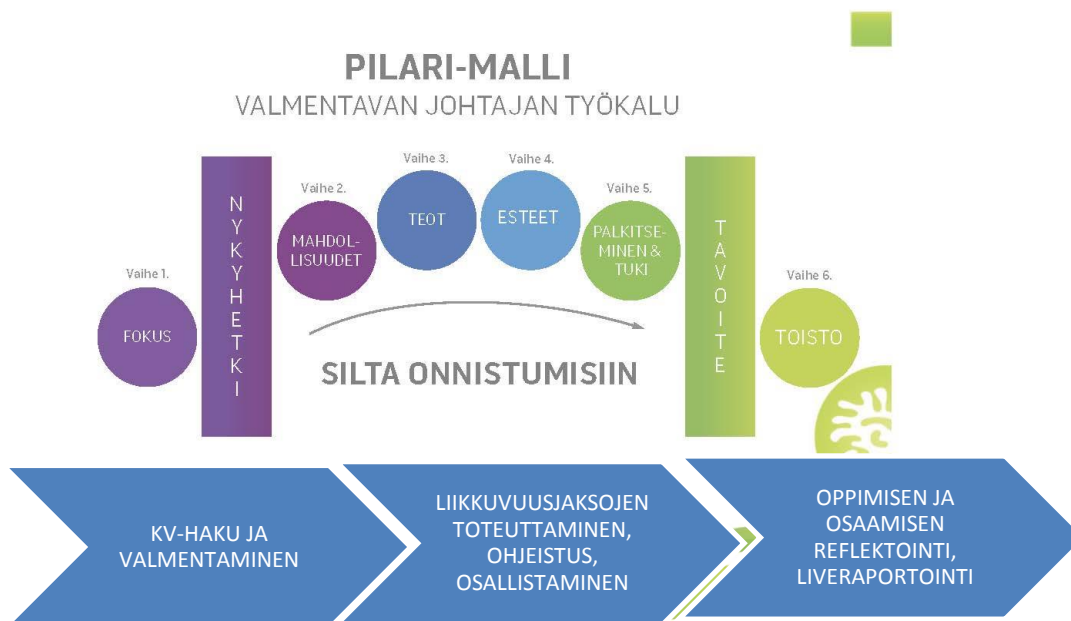 PILARI-MALLI
VALMENTAVAN JOHTAJAN TYÖKALU
Vaihe 1.
FOKUS
NYKYHETKI
Vaihe 2.
MAHDOL-
LISUUDET
Vaihe 3.
TEOT
Vaihe 4.
ESTEET
Vaihe 5.
PALKITSE-
MINEN &
TUKI
TAVOITE
Vaihe 6.
TOISTO
SILTA ONNISTUMISIIN
KV-HAKU JA
VALMENTAMINEN
LIIKKUVUUSJAKSOJEN
TOTEUTTAMINEN,
OHJEISTUS,
OSALLISTAMINEN
OPPIMISEN JA
OSAAMISEN
REFLEKTOINTI,
LIVERAPORTOINTI